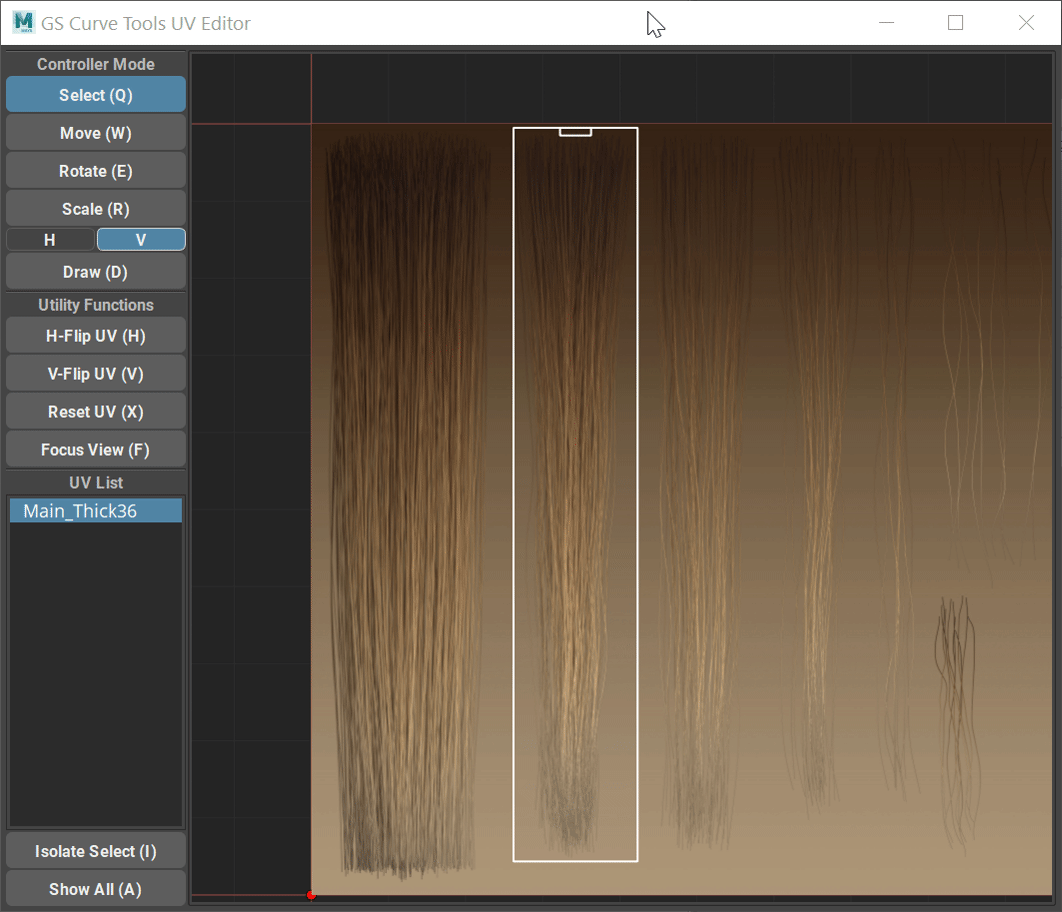 GS Curve Tools UV Editor
Controller Mode
Select (Q)
Move (W)
Rotate (E)
Scale (R)
H V
Draw (D)
Utility Functions
H-Flip UV (H)
V-Flip UV (V)
Reset UV (X)
Focus View (F)
UV List
Main_Thick36
Isolate Select (I)
Show All (A)